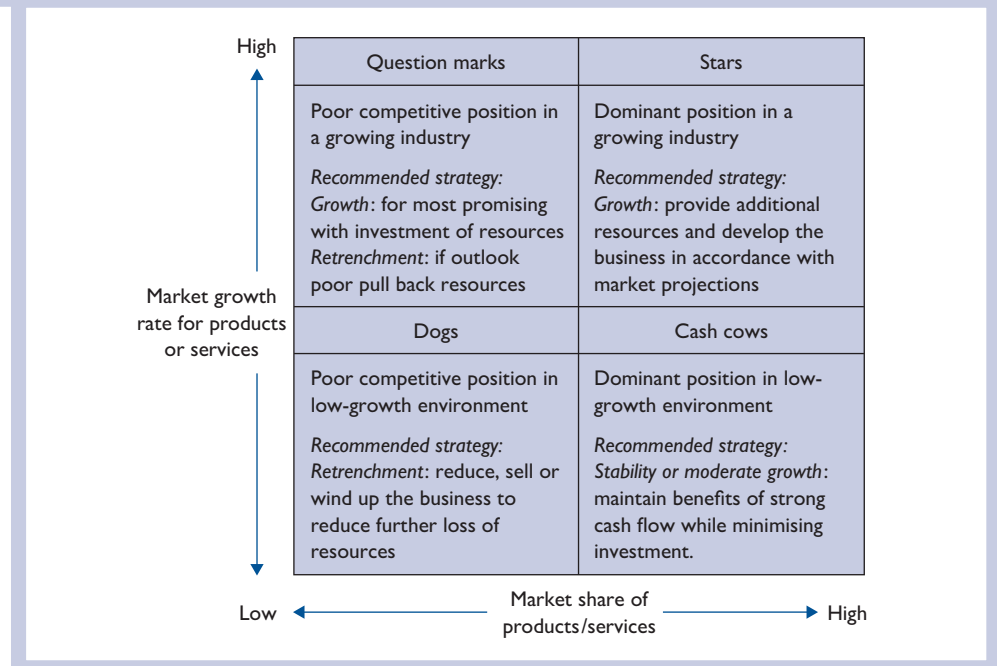 High
Question marks
Stars
Poor competitive position in
a growing industry
Recommended strategy:
Growth: for most promising
with investment of resources
Retrenchment: if outlook
poor pull back resources
Dominant position in a
growing industry
Recommended strategy:
Growth: provide additional
resources and develop the
business in accordance with
market projections
Market growth
rate for products
or services
Dogs
Cash cows
Poor competitive position in
low-growth environment
Recommended strategy:
Retrenchment: reduce, sell or
wind up the business to
reduce further loss of
resources
Dominant position in low-
growth environment
Recommended strategy:
Stability or moderate growth:
maintain benefits of strong
cash flow while minimising
investment.
Low
Market share of
products/services
High